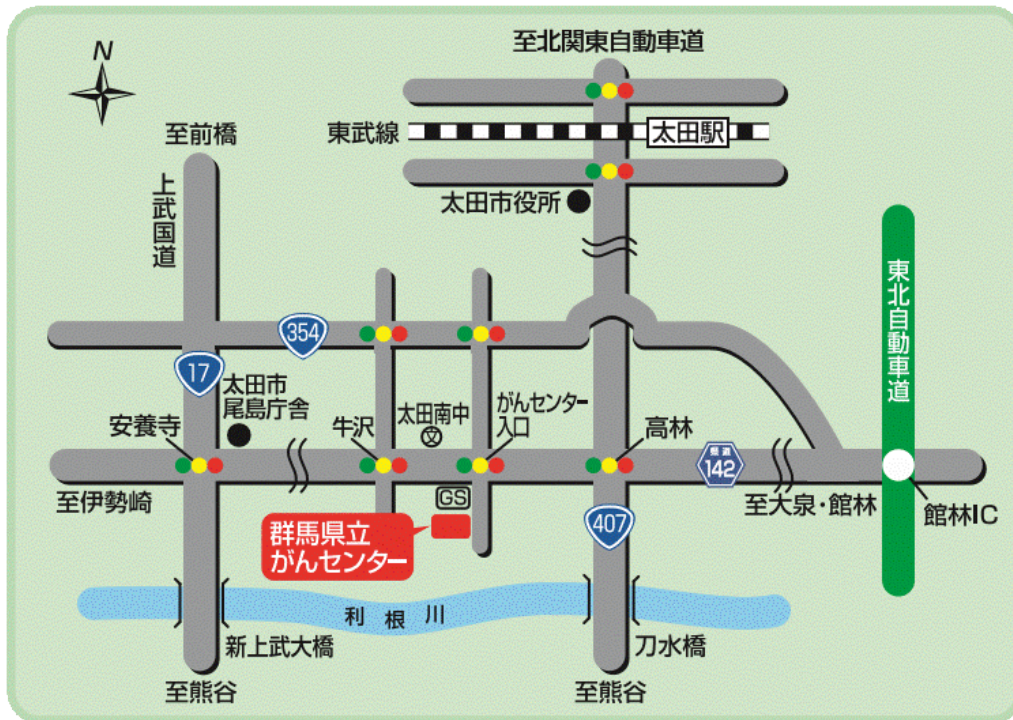 N
至北関東自動車道
東武線
太田駅
至前橋
上武国道
太田市役所
東北自動車道
354
17
太田市
尾島庁舎
安養寺
牛沢
太田南中
文
がんセンター
入口
高林
県道
142
至伊勢崎
GS
至大泉・館林
館林IC
群馬県立
がんセンター
407
利根川
新上武大橋
刀水橋
至熊谷
至熊谷